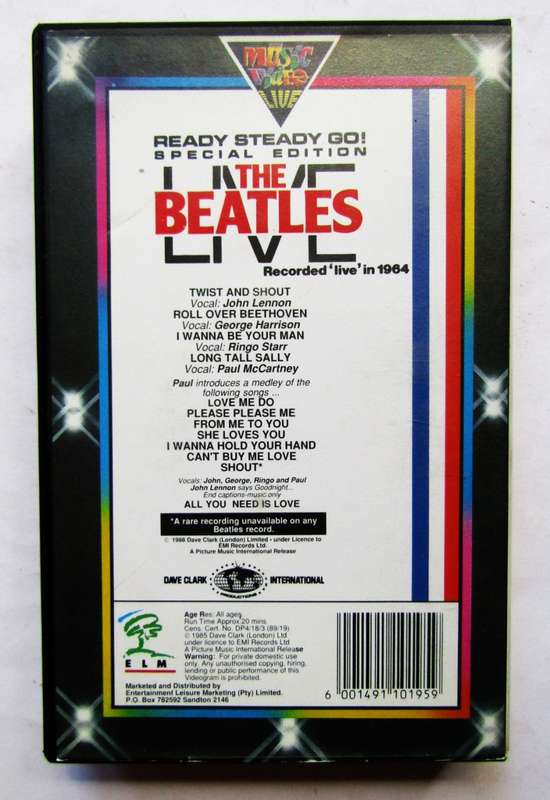 MUSIC
Video
LIVE
READY STEADY GO!
SPECIAL EDITION
LIVE
THE
BEATLES
LIVE
Recorded 'live' in 1964
TWIST AND SHOUT
Vocal: John Lennon
ROLL OVER BEETHOVEN
Vocal: George Harrison
I WANNA BE YOUR MAN
Vocal: Ringo Starr
LONG TALL SALLY
Vocal: Paul McCartney
Paul introduces a medley of the
following songs ...
LOVE ME DO
PLEASE PLEASE ME
FROM ME TO YOU
SHE LOVES YOU
I WANNA HOLD YOUR HAND
CAN'T BUY ME LOVE
SHOUT*
Vocals: John, George, Ringo and Paul
John Lennon says Goodnight...
End captions-music only
ALL YOU NEED IS LOVE
*A rare recording unavailable on any
Beatles record.
© 1986 Dave Clark (London) Limited - under Licence to
EMI Records Ltd.
A Picture Music International Release
DAVE CLARK INTERNATIONAL
PRODUCTIONS
ELM
Age Res: All ages
Run Time Approx.20 mins.
Cens. Cert. No. DP4/18/3 (89/19)
© 1985 Dave Clark (London) Ltd
under licence to EMI Records Ltd
A Picture Music International Release
Warning: For private domestic use
only. Any unauthorised copying, hiring,
lending or public performance of this
Videogram is prohibited.
Marketed and Distributed by
Entertainment Leisure Marketing (Pty) Limited.
P.O. Box 782592 Sandton 2146
6 001491 101959